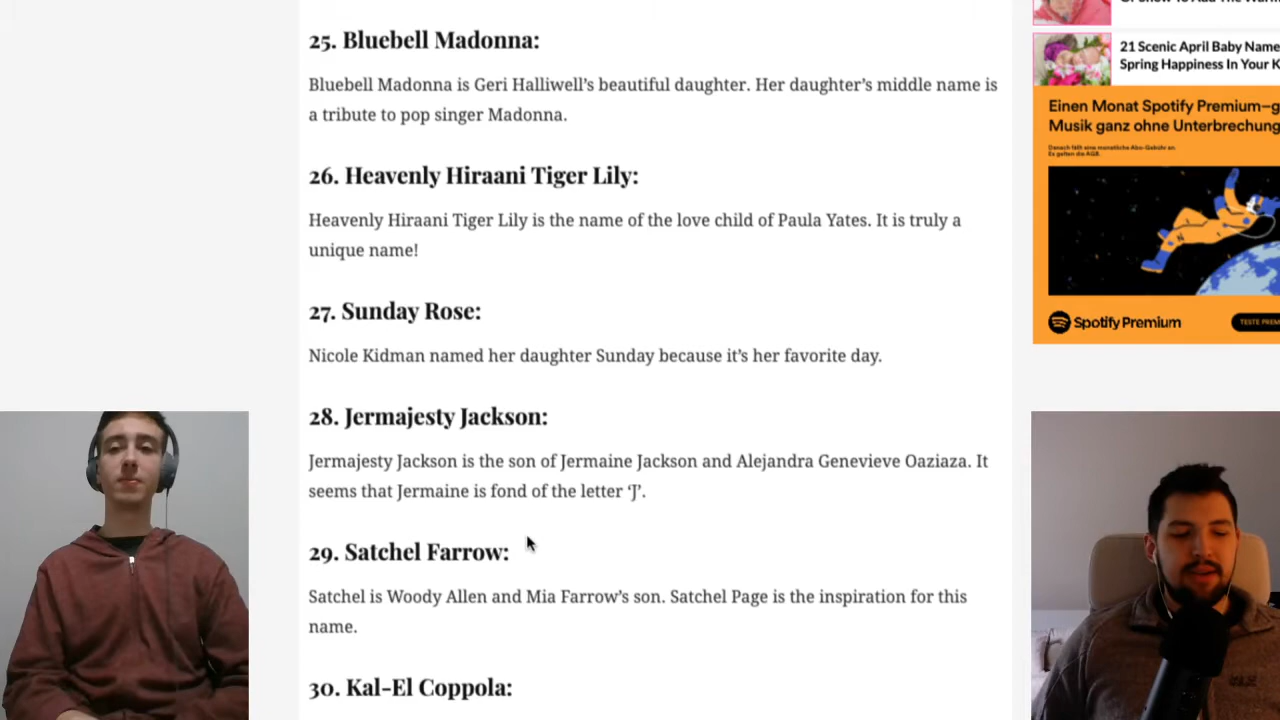 25. Bluebell Madonna:
Bluebell Madonna is Geri Halliwell's beautiful daughter. Her daughter's middle name is
a tribute to pop singer Madonna.
26. Heavenly Hiraani Tiger Lily:
Heavenly Hiraani Tiger Lily is the name of the love child of Paula Yates. It is truly a
unique name!
27. Sunday Rose:
Nicole Kidman named her daughter Sunday because it's her favorite day.
28. Jermajesty Jackson:
Jermajesty Jackson is the son of Jermaine Jackson and Alejandra Genevieve Oaziaza. It
seems that Jermaine is fond of the letter ‘J’.
29. Satchel Farrow:
Satchel is Woody Allen and Mia Farrow's son. Satchel Page is the inspiration for this
name.
30. Kal-El Coppola:
21 Scenic April Baby Name
Spring Happiness In Your K
Einen Monat Spotify Premium–g
Musik ganz ohne Unterbrechung
Danach fällt eine monatliche Abo-Gebühr an.
Es gelten die AGB.
Spotify Premium
TESTE PREM